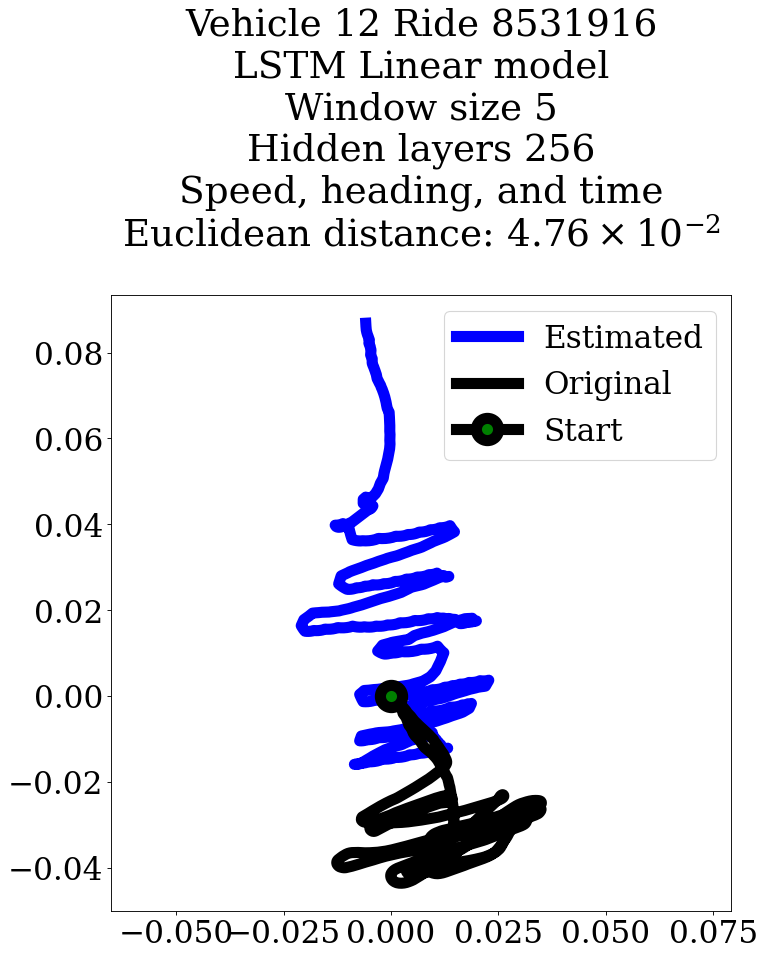 Vehicle 12 Ride 8531916
LSTM Linear model
Window size 5
Hidden layers 256
Speed, heading, and time
Euclidean distance: 4.76 × 10⁻²
Estimated
Original
Start
0.08
0.06
0.04
0.02
0.00
−0.02
−0.04
−0.050 −0.025 0.000 0.025 0.050 0.075